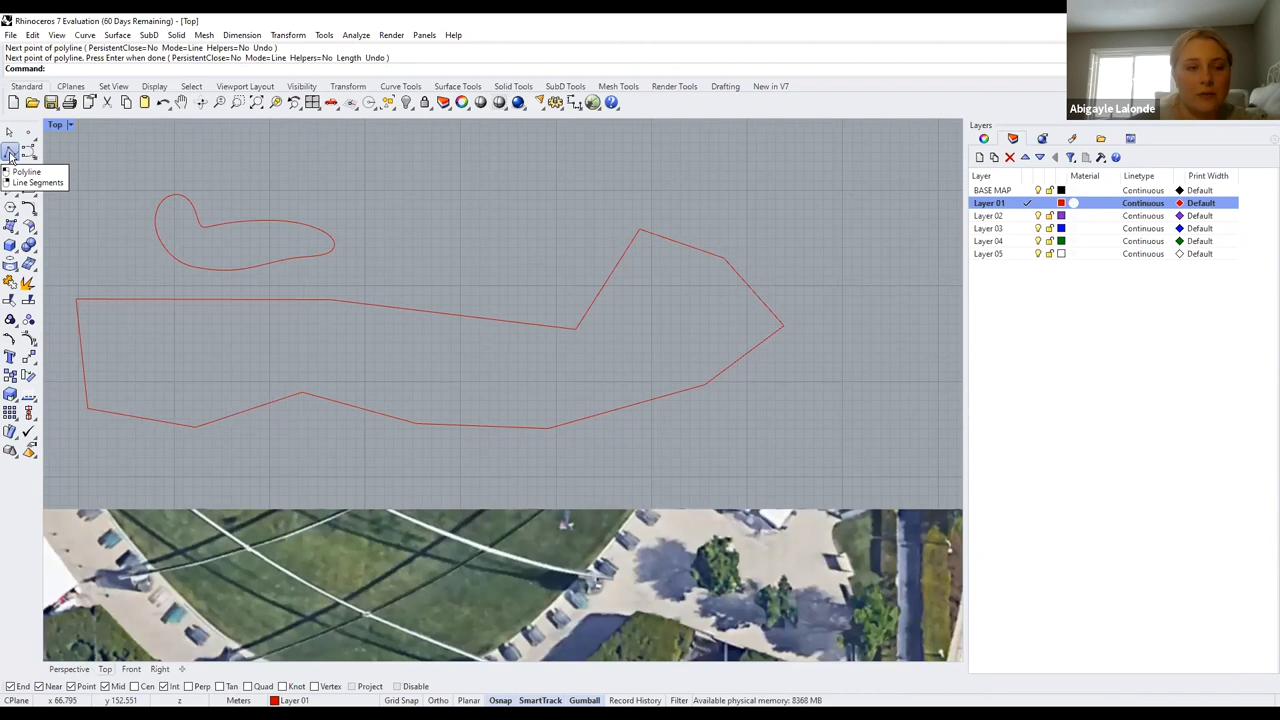 Rhinoceros 7 Evaluation (60 Days Remaining) - [Top]
File Edit View Curve Surface SubD Solid Mesh Dimension Transform Tools Analyze Render Panels Help
Next point of polyline ( PersistentClose=No Mode=Line Helpers=No Undo )
Next point of polyline. Press Enter when done ( PersistentClose=No Mode=Line Helpers=No Length Undo )
Command:
Standard CPlanes Set View Display Select Viewport Layout Visibility Transform Curve Tools Surface Tools Solid Tools SubD Tools Mesh Tools Render Tools Drafting New in V7
Abigayle Lalonde
Top
Layers
Polyline
Line Segments
Layer Material Linetype Print Width
BASE MAP Continuous Default
Layer 01 Continuous Default
Layer 02 Continuous Default
Layer 03 Continuous Default
Layer 04 Continuous Default
Layer 05 Continuous Default
Perspective Top Front Right
End Near Point Mid Cen Int Perp Tan Quad Knot Vertex Project Disable
CPlane x 66.795 y 152.551 z Meters Layer 01 Grid Snap Ortho Planar Osnap SmartTrack Gumball Record History Filter Available physical memory: 8368 MB